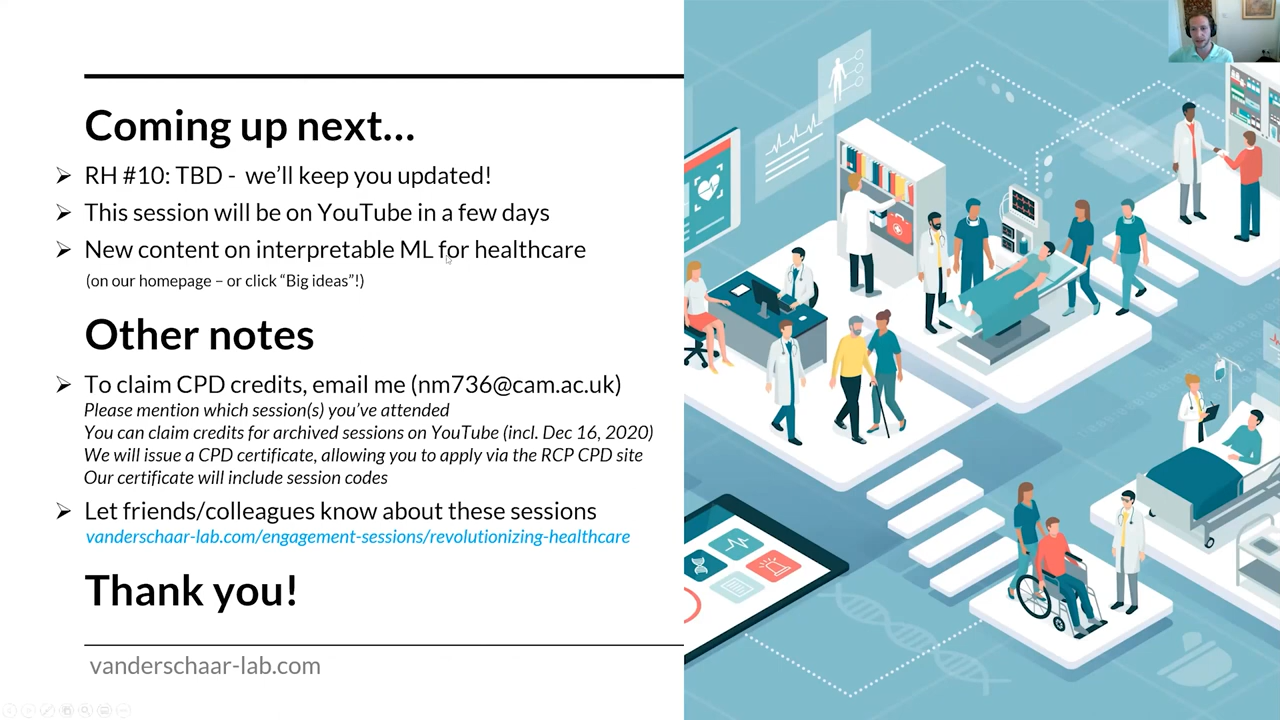 Coming up next...
➢ RH #10: TBD - we'll keep you updated!
➢ This session will be on YouTube in a few days
➢ New content on interpretable ML for healthcare
(on our homepage – or click “Big ideas”!)
Other notes
➢ To claim CPD credits, email me (nm736@cam.ac.uk)
Please mention which session(s) you've attended
You can claim credits for archived sessions on YouTube (incl. Dec 16, 2020)
We will issue a CPD certificate, allowing you to apply via the RCP CPD site
Our certificate will include session codes
➢ Let friends/colleagues know about these sessions
vanderschaar-lab.com/engagement-sessions/revolutionizing-healthcare
Thank you!
vanderschaar-lab.com